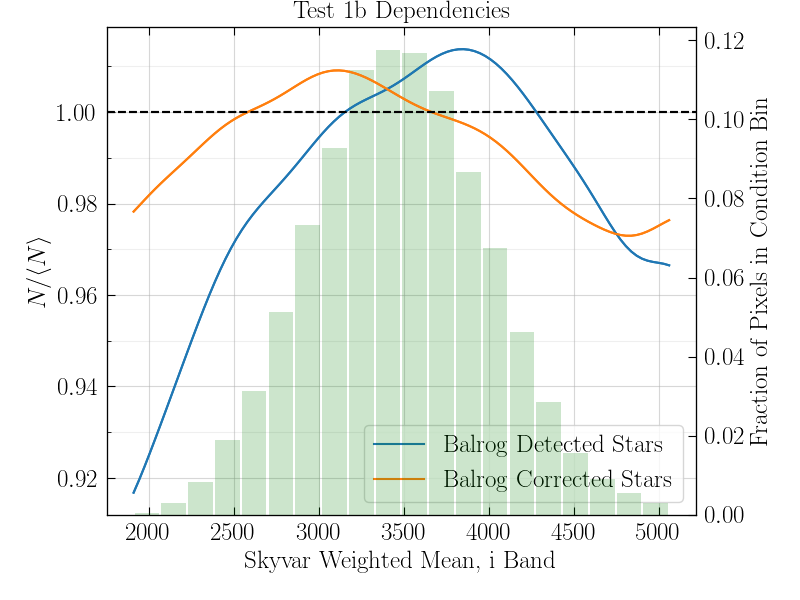 Test 1b Dependencies
N/⟨N⟩
1.00
0.98
0.96
0.94
0.92
0.12
0.10
0.08
0.06
0.04
0.02
0.00
Fraction of Pixels in Condition Bin
Balrog Detected Stars
Balrog Corrected Stars
2000 2500 3000 3500 4000 4500 5000
Skyvar Weighted Mean, i Band